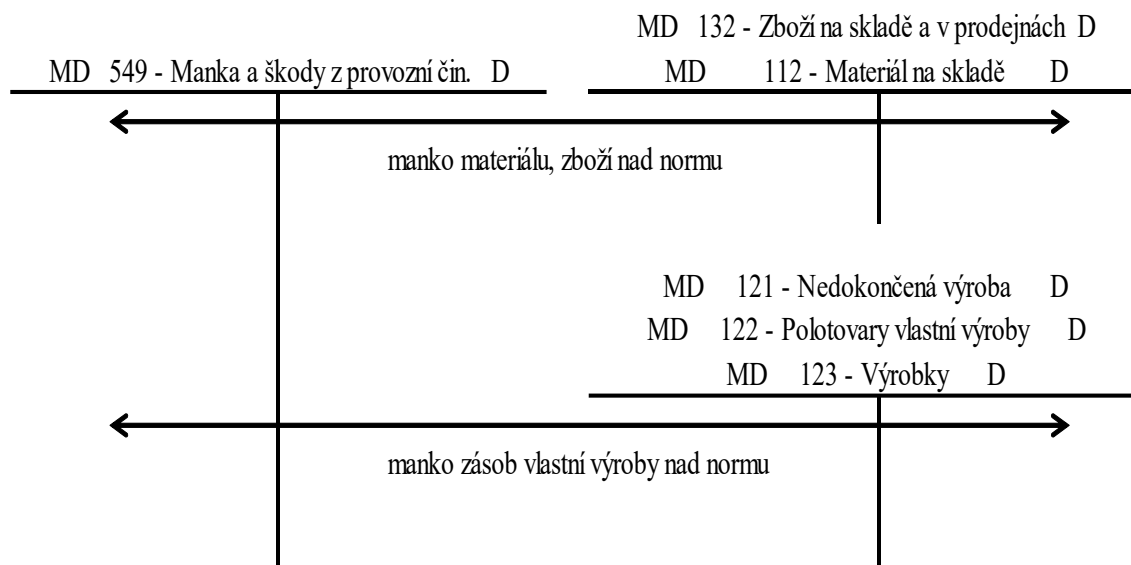 MD 132 - Zboží na skladě a v prodejnách D
MD 549 - Manka a škody z provozní čin. D
MD 112 - Materiál na skladě D
manko materiálu, zboží nad normu
MD 121 - Nedokončená výroba D
MD 122 - Polotovary vlastní výroby D
MD 123 - Výrobky D
manko zásob vlastní výroby nad normu